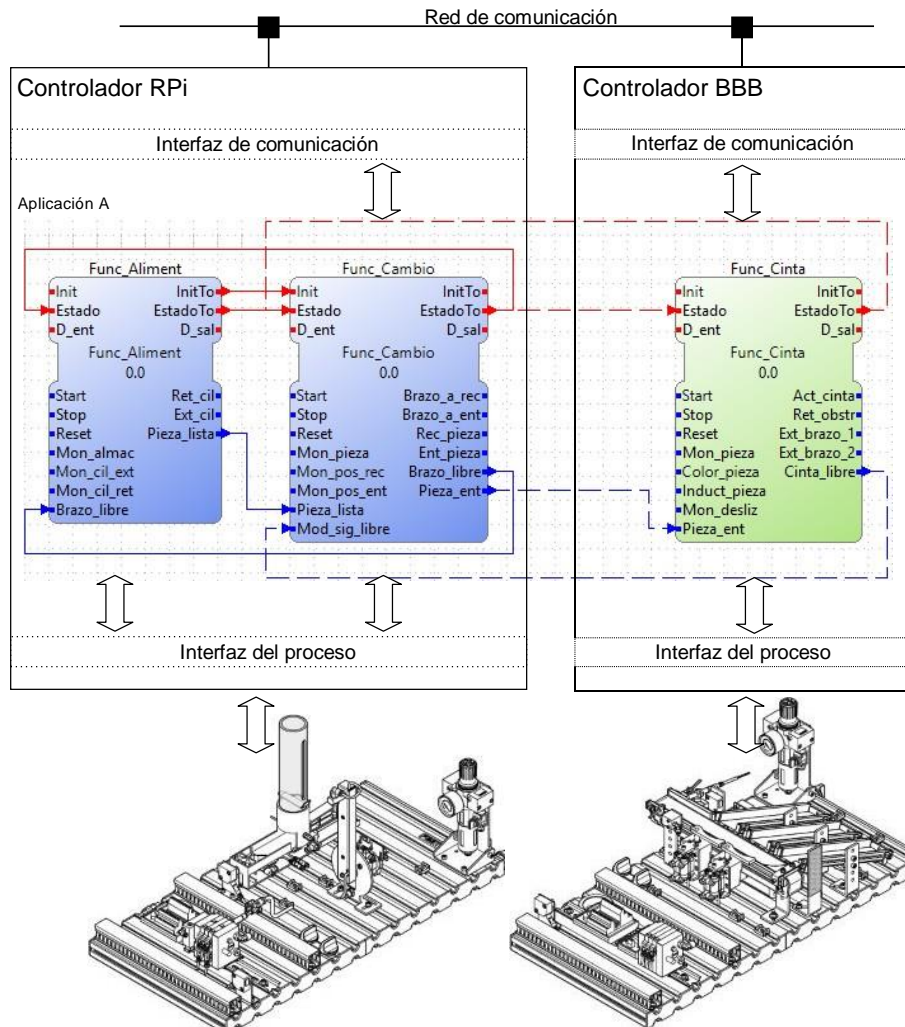 Red de comunicación
Controlador RPi
Controlador BBB
Interfaz de comunicación
Interfaz de comunicación
Aplicación A
Func_Aliment
Init InitTo
Estado EstadoTo
D_ent D_sal
Func_Aliment
0.0
Start Ret_cil
Stop Ext_cil
Reset Pieza_lista
Mon_almac
Mon_cil_ext
Mon_cil_ret
Brazo_libre
Func_Cambio
Init InitTo
Estado EstadoTo
D_ent D_sal
Func_Cambio
0.0
Start Brazo_a_rec
Stop Brazo_a_ent
Reset Rec_pieza
Mon_pieza Ent_pieza
Mon_pos_rec Brazo_libre
Mon_pos_ent Pieza_ent
Pieza_lista
Mod_sig_libre
Func_Cinta
Init InitTo
Estado EstadoTo
D_ent D_sal
Func_Cinta
0.0
Start Act_cinta
Stop Ret_obstr
Reset Ext_brazo_1
Mon_pieza Ext_brazo_2
Color_pieza Cinta_libre
Induct_pieza
Mon_desliz
Pieza_ent
Interfaz del proceso
Interfaz del proceso